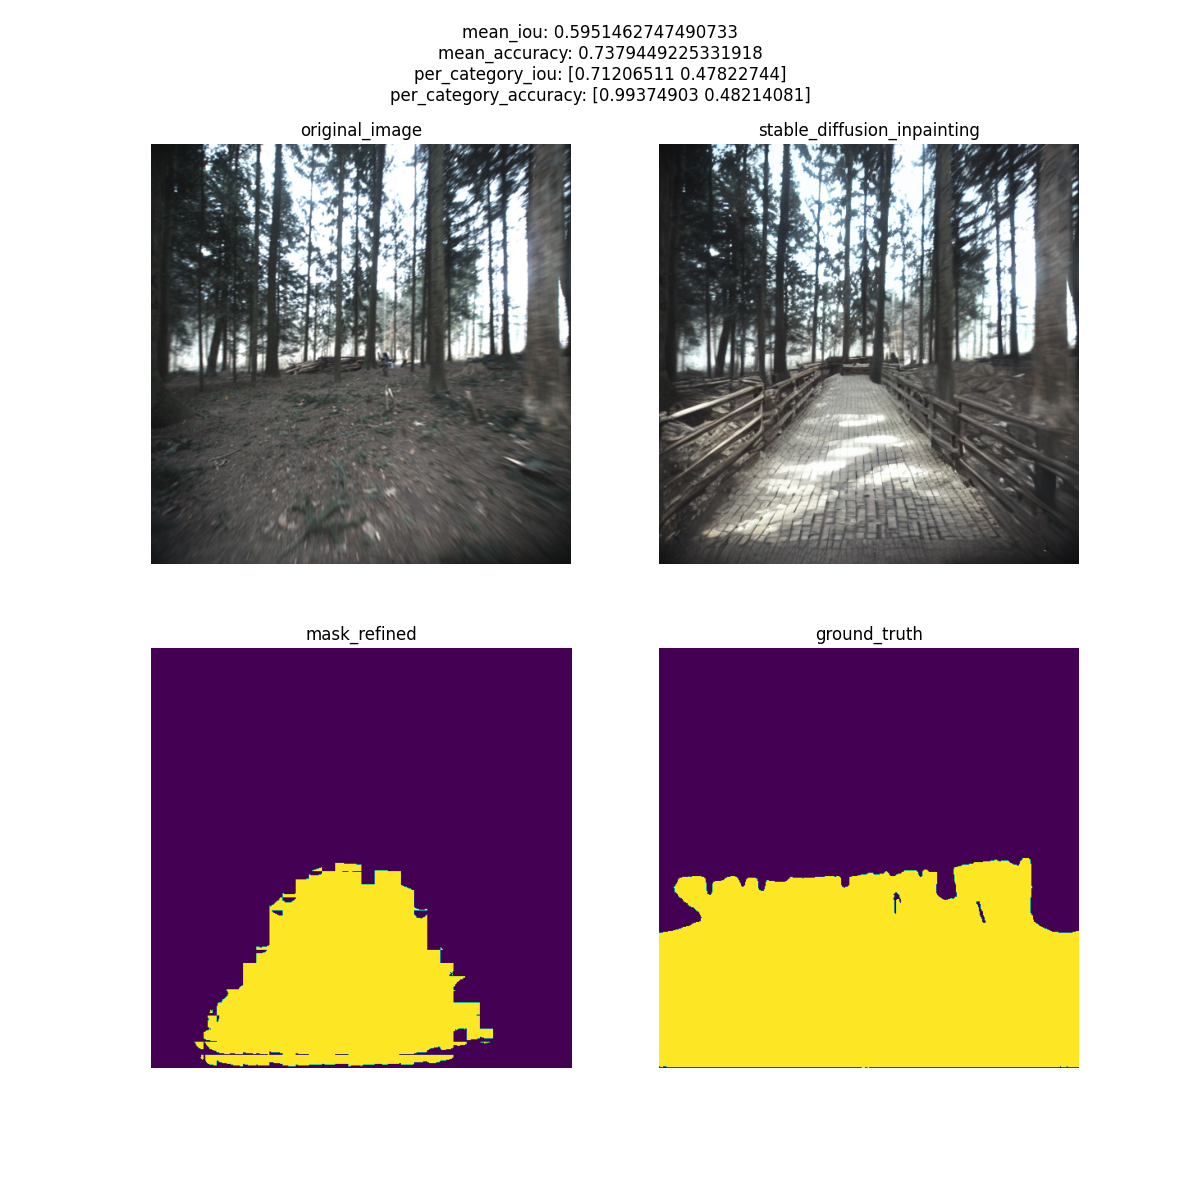 mean_iou: 0.5951462747490733
mean_accuracy: 0.7379449225331918
per_category_iou: [0.71206511 0.47822744]
per_category_accuracy: [0.99374903 0.48214081]
original_image
stable_diffusion_inpainting
mask_refined
ground_truth